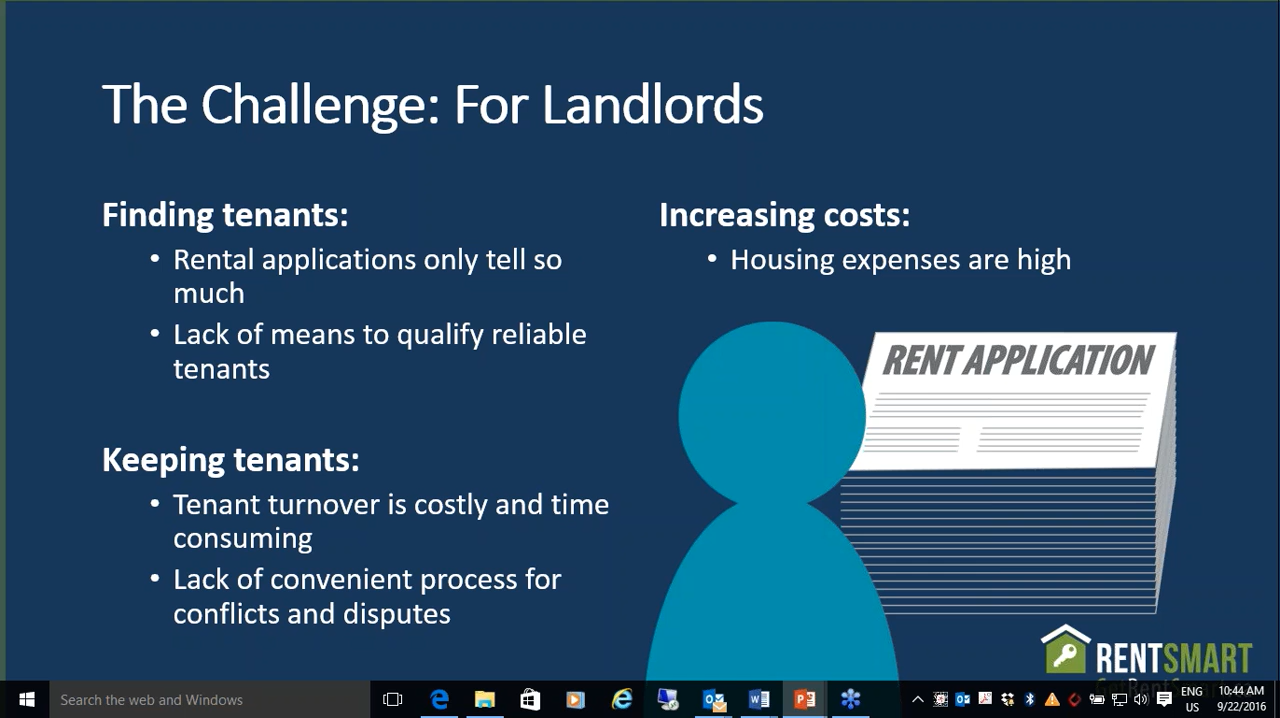 The Challenge: For Landlords
Finding tenants:
• Rental applications only tell so
much
• Lack of means to qualify reliable
tenants
Keeping tenants:
• Tenant turnover is costly and time
consuming
• Lack of convenient process for
conflicts and disputes
Increasing costs:
• Housing expenses are high
RENT APPLICATION
RENTSMART
Search the web and Windows
ENG
US
10:44 AM
9/22/2016